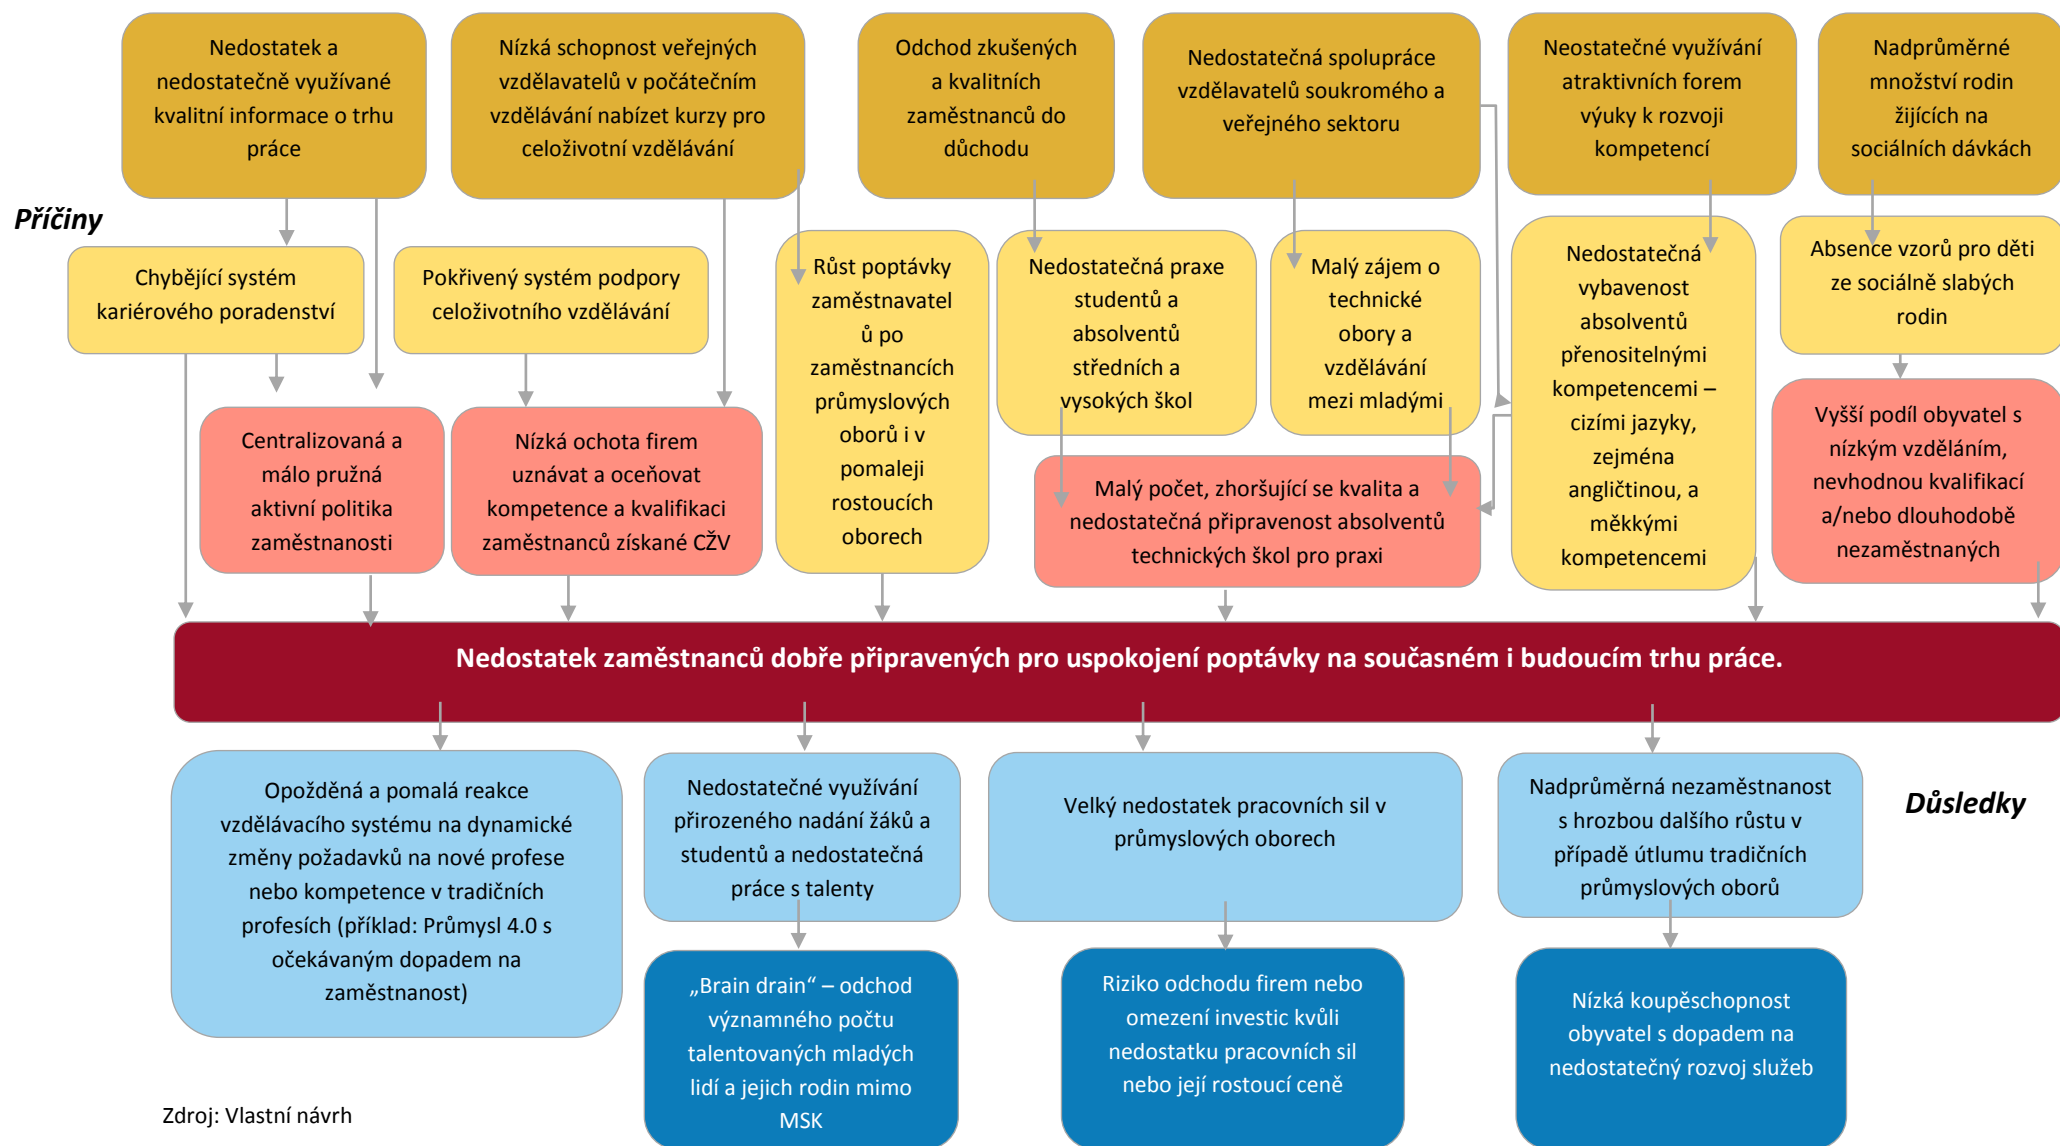 Nedostatek a
nedostatečně využívané
kvalitní informace o trhu
práce
Nízká schopnost veřejných
vzdělavatelů v počátečním
vzdělávání nabízet kurzy pro
celoživotní vzdělávání
Odchod zkušených
a kvalitních
zaměstnanců do
důchodu
Nedostatečná spolupráce
vzdělavatelů soukromého a
veřejného sektoru
Neostatečné využívání
atraktivních forem
výuky k rozvoji
kompetencí
Nadprůměrné
množství rodin
žijících na
sociálních dávkách
Příčiny
Chybějící systém
kariérového poradenství
Pokřivený systém podpory
celoživotního vzdělávání
Růst poptávky
zaměstnavatel
ů po
zaměstnancích
průmyslových
oborů i v
pomaleji
rostoucích
oborech
Nedostatečná praxe
studentů a
absolventů
středních a
vysokých škol
Malý zájem o
technické
obory a
vzdělávání
mezi mladými
Nedostatečná
vybavenost
absolventů
přenositelnými
kompetencemi –
cizími jazyky,
zejména
angličtinou, a
měkkými
kompetencemi
Absence vzorů pro děti
ze sociálně slabých
rodin
Centralizovaná a
málo pružná
aktivní politika
zaměstnanosti
Nízká ochota firem
uznávat a oceňovat
kompetence a kvalifikaci
zaměstnanců získané CŽV
Malý počet, zhoršující se kvalita a
nedostatečná připravenost absolventů
technických škol pro praxi
Vyšší podíl obyvatel s
nízkým vzděláním,
nevhodnou kvalifikací
a/nebo dlouhodobě
nezaměstnaných
Nedostatek zaměstnanců dobře připravených pro uspokojení poptávky na současném i budoucím trhu práce.
Opožděná a pomalá reakce
vzdělávacího systému na dynamické
změny požadavků na nové profese
nebo kompetence v tradičních
profesích (příklad: Průmysl 4.0 s
očekávaným dopadem na
zaměstnanost)
Nedostatečné využívání
přirozeného nadání žáků a
studentů a nedostatečná
práce s talenty
Velký nedostatek pracovních sil v
průmyslových oborech
Nadprůměrná nezaměstnanost
s hrozbou dalšího růstu v
případě útlumu tradičních
průmyslových oborů
Důsledky
„Brain drain“ – odchod
významného počtu
talentovaných mladých
lidí a jejich rodin mimo
MSK
Riziko odchodu firem nebo
omezení investic kvůli
nedostatku pracovních sil
nebo její rostoucí ceně
Nízká koupěschopnost
obyvatel s dopadem na
nedostatečný rozvoj služeb
Zdroj: Vlastní návrh